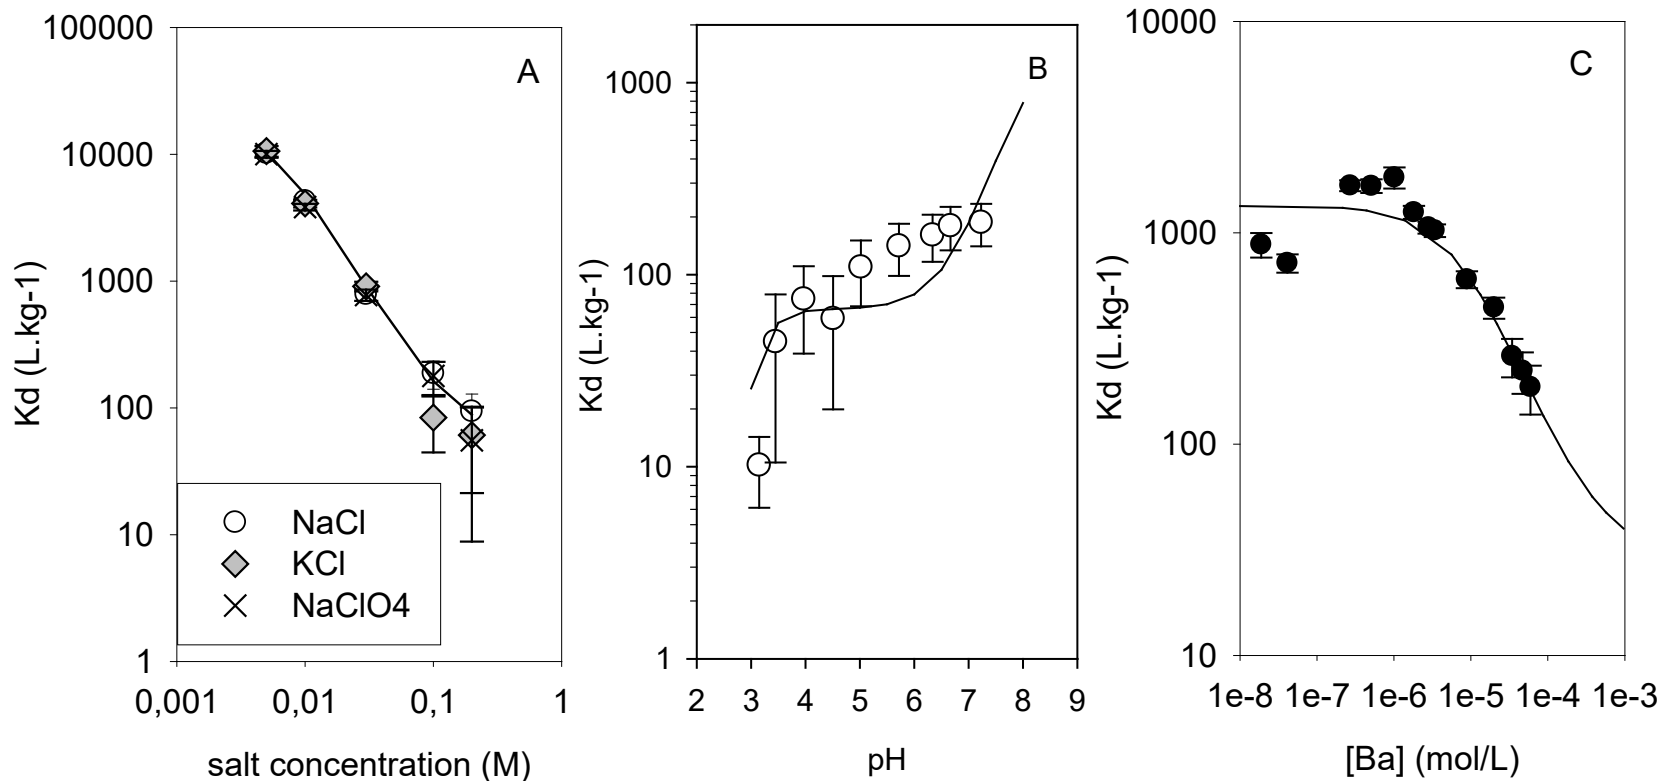 A
Kd (L.kg-1)
100000
10000
1000
100
10
1
0,001
0,01
0,1
1
salt concentration (M)
NaCl
KCl
NaClO4
B
Kd (L.kg-1)
1000
100
10
1
2
3
4
5
6
7
8
9
pH
C
Kd (L.kg-1)
10000
1000
100
10
1e-8
1e-7
1e-6
1e-5
1e-4
1e-3
[Ba] (mol/L)